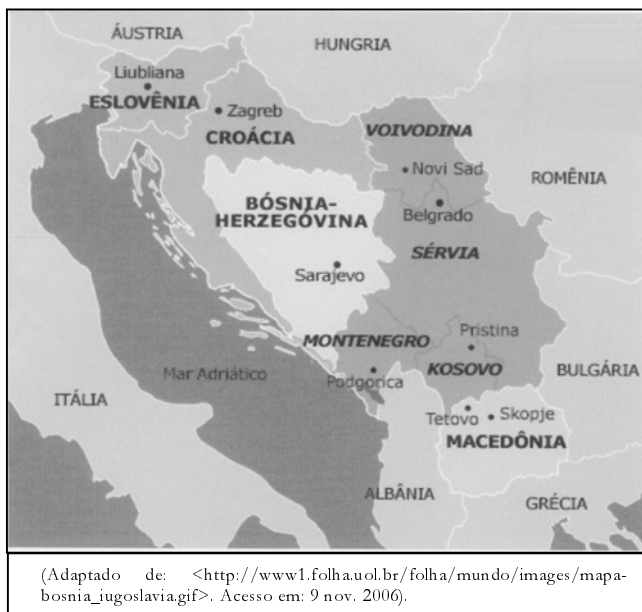 ÁUSTRIA
HUNGRIA
Liubliana
ESLOVÊNIA
Zagreb
CROÁCIA
VOIVODINA
Novi Sad
ROMÊNIA
BÓSNIA-
HERZEGÓVINA
Belgrado
SÉRVIA
Sarajevo
MONTENEGRO
Pristina
Mar Adriático
Podgorica
KOSOVO
BULGÁRIA
ITÁLIA
Tetovo
Skopje
MACEDÔNIA
ALBÂNIA
GRÉCIA
(Adaptado de: <http://www1.folha.uol.br/folha/mundo/images/mapa-
bosnia_iugoslavia.gif>. Acesso em: 9 nov. 2006).